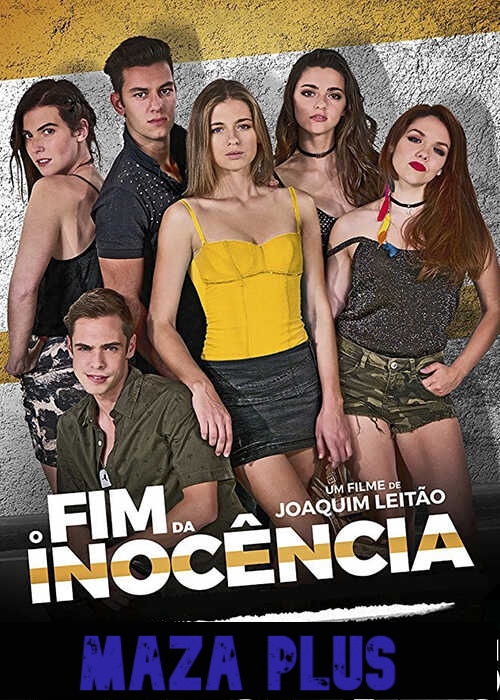 UM FILME DE
JOAQUIM LEITÃO
O FIM DA
INOCÊNCIA
MAZA PLUS